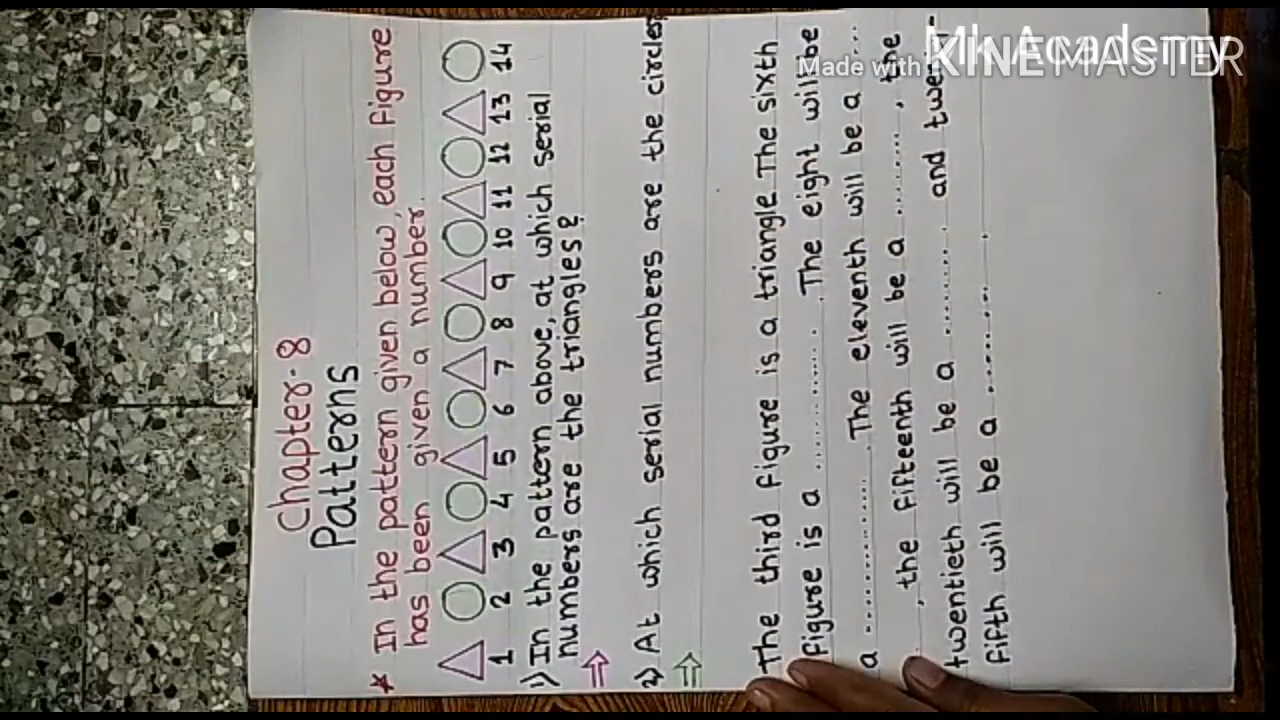 Chapter-8
Patterns
* In the pattern given below, each figure
has been given a number.
1 2 3 4 5 6 7 8 9 10 11 12 13 14
1) In the pattern above, at which serial
numbers are the triangles?
⇒
2) At which serial numbers are the circles
⇒
The third figure is a triangle The sixth
figure is a ............ . The eight will be
a .............. . The eleventh will be a ....
, the fifteenth will be a .......... , the
twentieth will be a .......... . and twenty-
fifth will be a .......... .
Mk Academy
Made with KINEMASTER